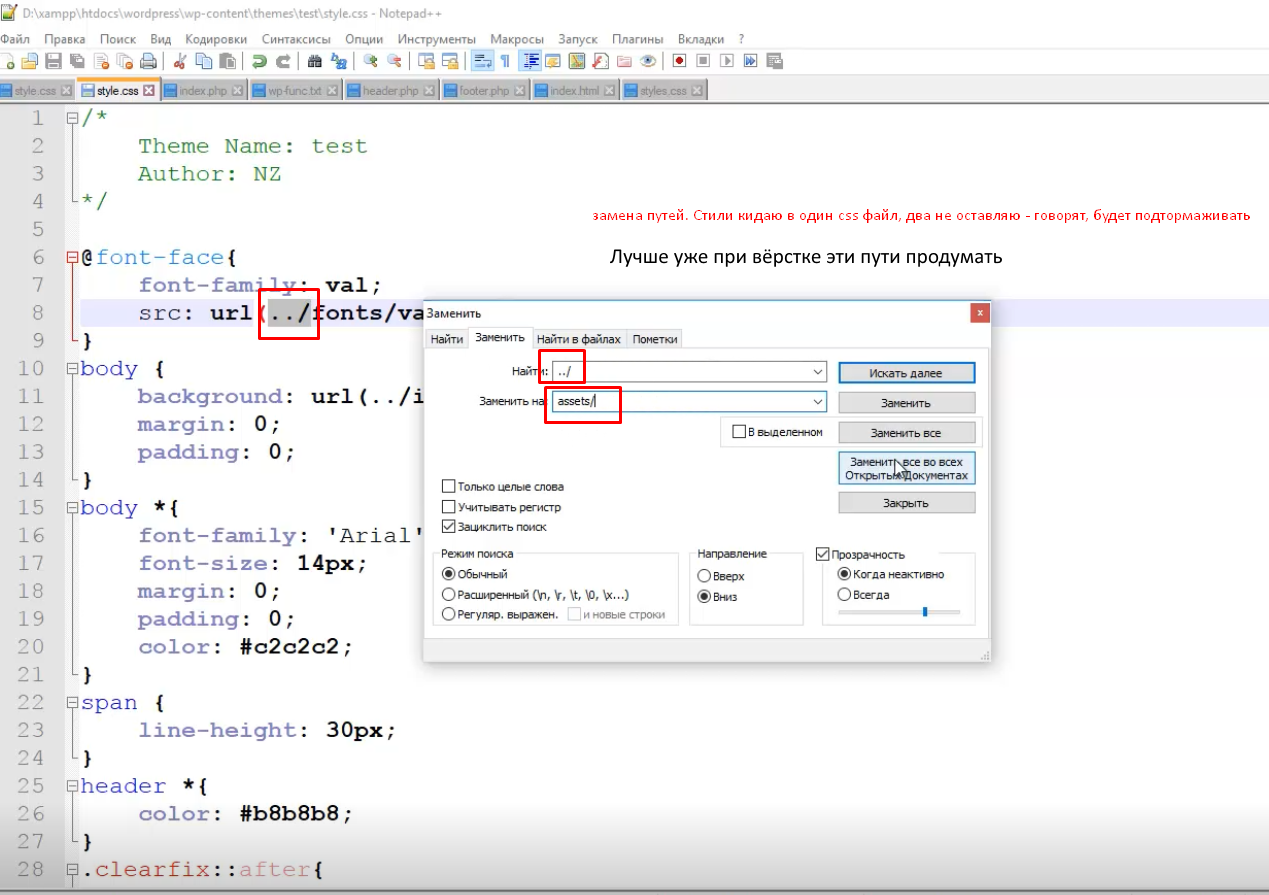 D:\xampp\htdocs\wordpress\wp-content\themes\test\style.css - Notepad++
Файл Правка Поиск Вид Кодировки Синтаксисы Опции Инструменты Макросы Запуск Плагины Вкладки ?
style.css style.css index.php wp-func.txt header.php footer.php index.html styles.css
1 /*
2 Theme Name: test
3 Author: NZ
4 */
замена путей. Стили кидаю в один css файл, два не оставляю - говорят, будет подтормаживать
5
Лучше уже при вёрстке эти пути продумать
6 @font-face{
7 font-family: val;
8 src: url(../fonts/va
9 }
10 body {
11 background: url(../i
12 margin: 0;
13 padding: 0;
14 }
15 body *{
16 font-family: 'Arial'
17 font-size: 14px;
18 margin: 0;
19 padding: 0;
20 color: #c2c2c2;
21 }
22 span {
23 line-height: 30px;
24 }
25 header *{
26 color: #b8b8b8;
27 }
28 .clearfix::after{
Заменить x
Найти Заменить Найти в файлах Пометки
Найти: ../ Искать далее
Заменить на: assets/ Заменить
В выделенном Заменить все
Заменить все во всех
Открытых Документах
Закрыть
Только целые слова
Учитывать регистр
Зациклить поиск
Режим поиска
Обычный
Расширенный (\n, \r, \t, \0, \x...)
Регуляр. выражен. и новые строки
Направление
Вверх
Вниз
Прозрачность
Когда неактивно
Всегда